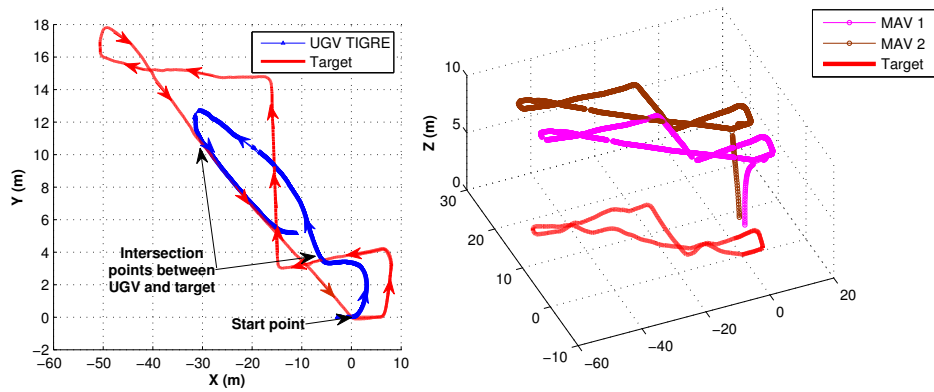 18
16
14
12
10
8
6
4
2
0
−2
Y (m)
−60 −50 −40 −30 −20 −10 0 10
X (m)
UGV TIGRE
Target
Intersection
points between
UGV and target
Start point
MAV 1
MAV 2
Target
10
5
0
Z (m)
30
20
10
0
−10
−60
−40
−20
0
20